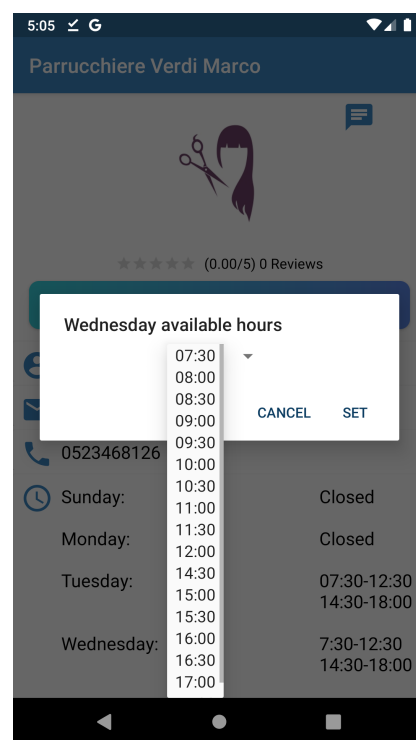 5:05 G
Parrucchiere Verdi Marco
(0.00/5) 0 Reviews
Wednesday available hours
07:30
08:00
08:30
09:00
09:30
10:00
10:30
11:00
11:30
12:00
14:30
15:00
15:30
16:00
16:30
17:00
CANCEL SET
0523468126
Sunday: Closed
Monday: Closed
Tuesday: 07:30-12:30
14:30-18:00
Wednesday: 7:30-12:30
14:30-18:00